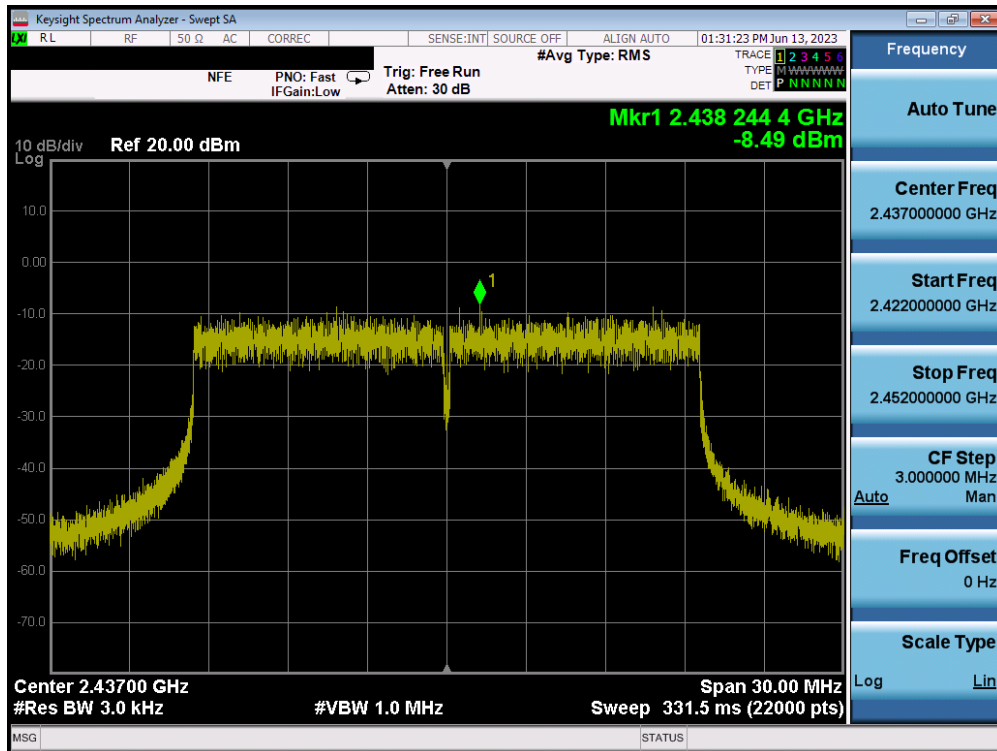 Keysight Spectrum Analyzer - Swept SA
LXI RL RF 50 Ω AC CORREC SENSE:INT SOURCE OFF ALIGN AUTO 01:31:23 PM Jun 13, 2023
#Avg Type: RMS
TRACE 1 2 3 4 5 6
TYPE M WWWWW
DET P N N N N N
NFE PNO: Fast Trig: Free Run
IFGain:Low Atten: 30 dB
Mkr1 2.438 244 4 GHz
-8.49 dBm
10 dB/div Ref 20.00 dBm
Log
10.0
0.00
1
-10.0
-20.0
-30.0
-40.0
-50.0
-60.0
-70.0
Center 2.43700 GHz Span 30.00 MHz
#Res BW 3.0 kHz #VBW 1.0 MHz Sweep 331.5 ms (22000 pts)
MSG STATUS
Frequency
Auto Tune
Center Freq
2.437000000 GHz
Start Freq
2.422000000 GHz
Stop Freq
2.452000000 GHz
CF Step
3.000000 MHz
Auto Man
Freq Offset
0 Hz
Scale Type
Log Lin